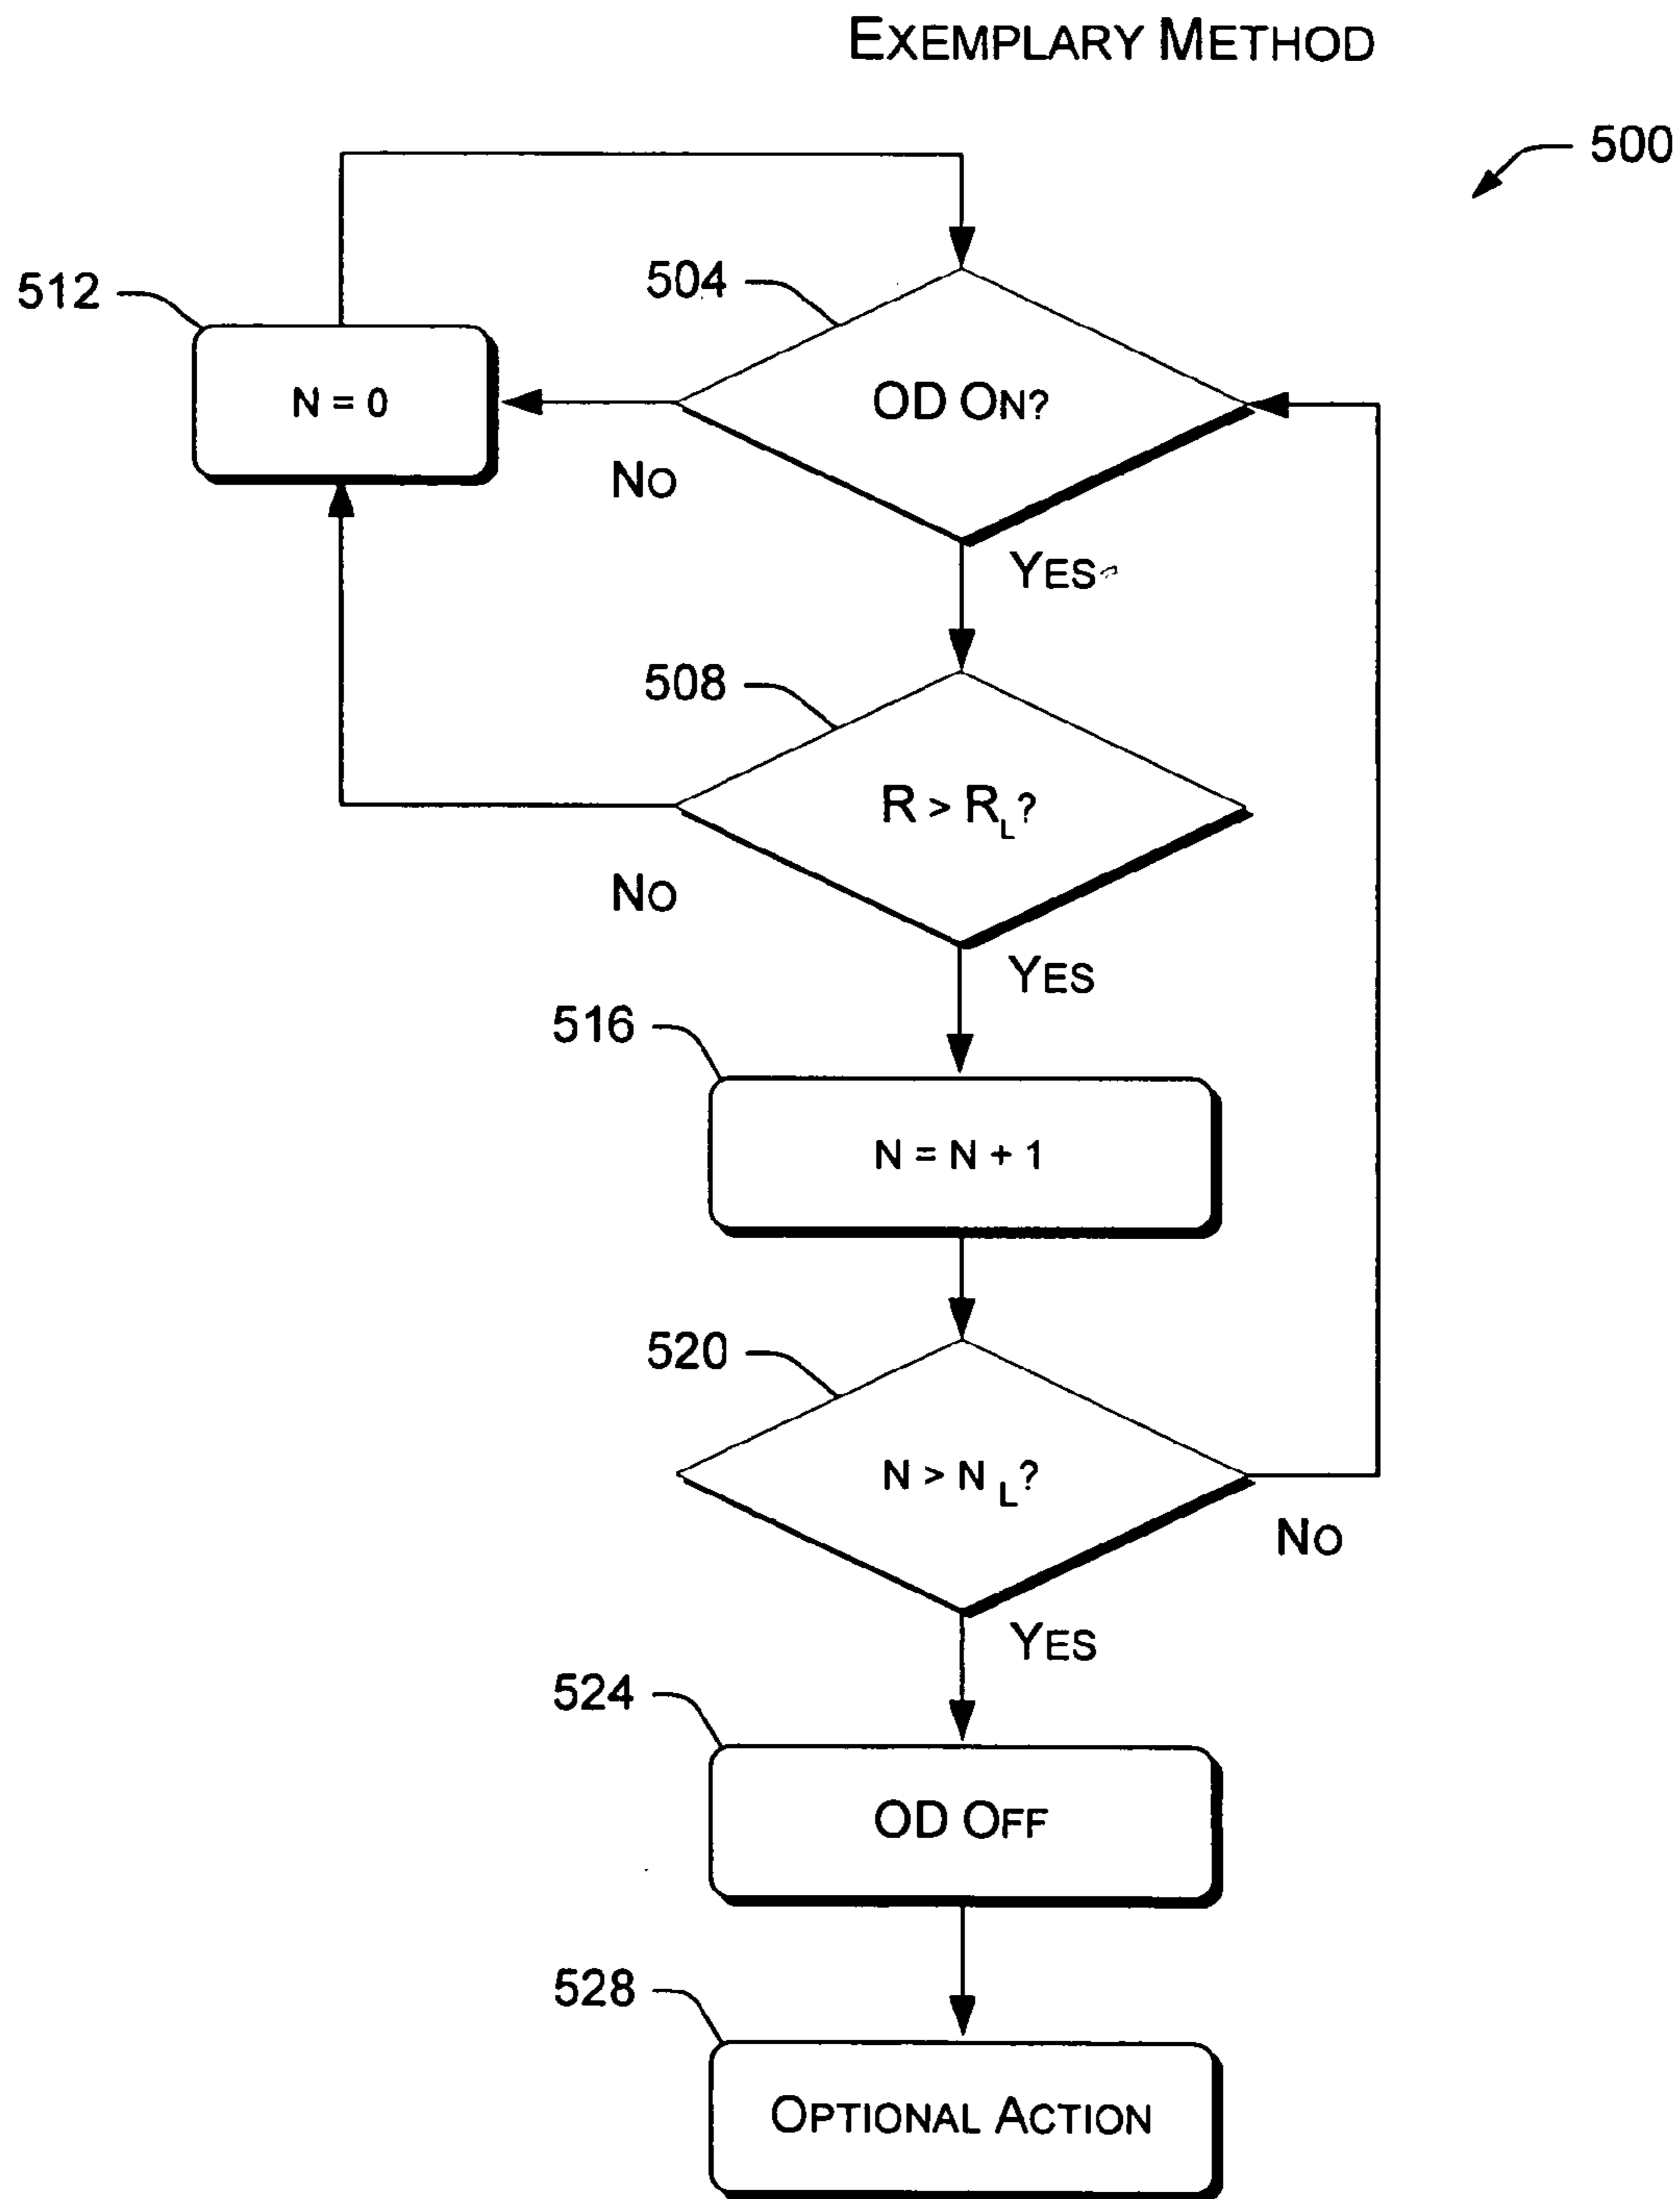 EXEMPLARY METHOD
500
512
504
N = 0
OD ON?
NO
YES
508
R > RL?
NO
YES
516
N = N + 1
520
N > N L?
NO
YES
524
OD OFF
528
OPTIONAL ACTION